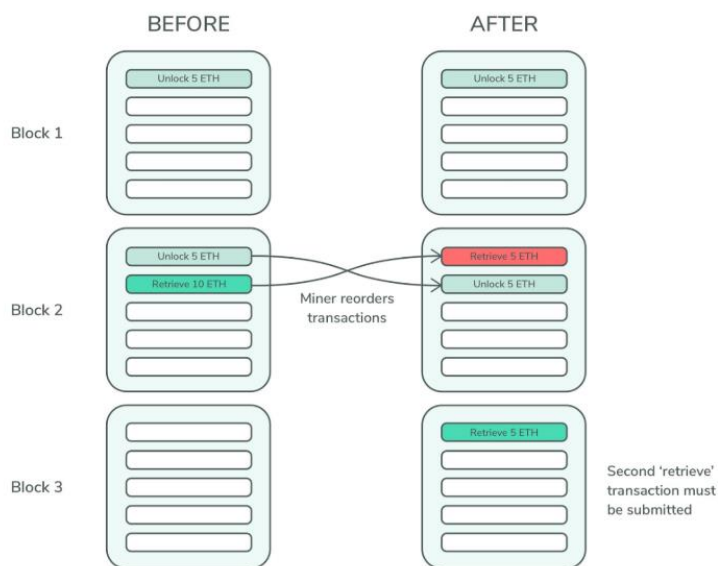 BEFORE
AFTER
Unlock 5 ETH
Unlock 5 ETH
Block 1
Unlock 5 ETH
Retrieve 5 ETH
Retrieve 10 ETH
Unlock 5 ETH
Miner reorders
transactions
Block 2
Retrieve 5 ETH
Block 3
Second ‘retrieve’
transaction must
be submitted